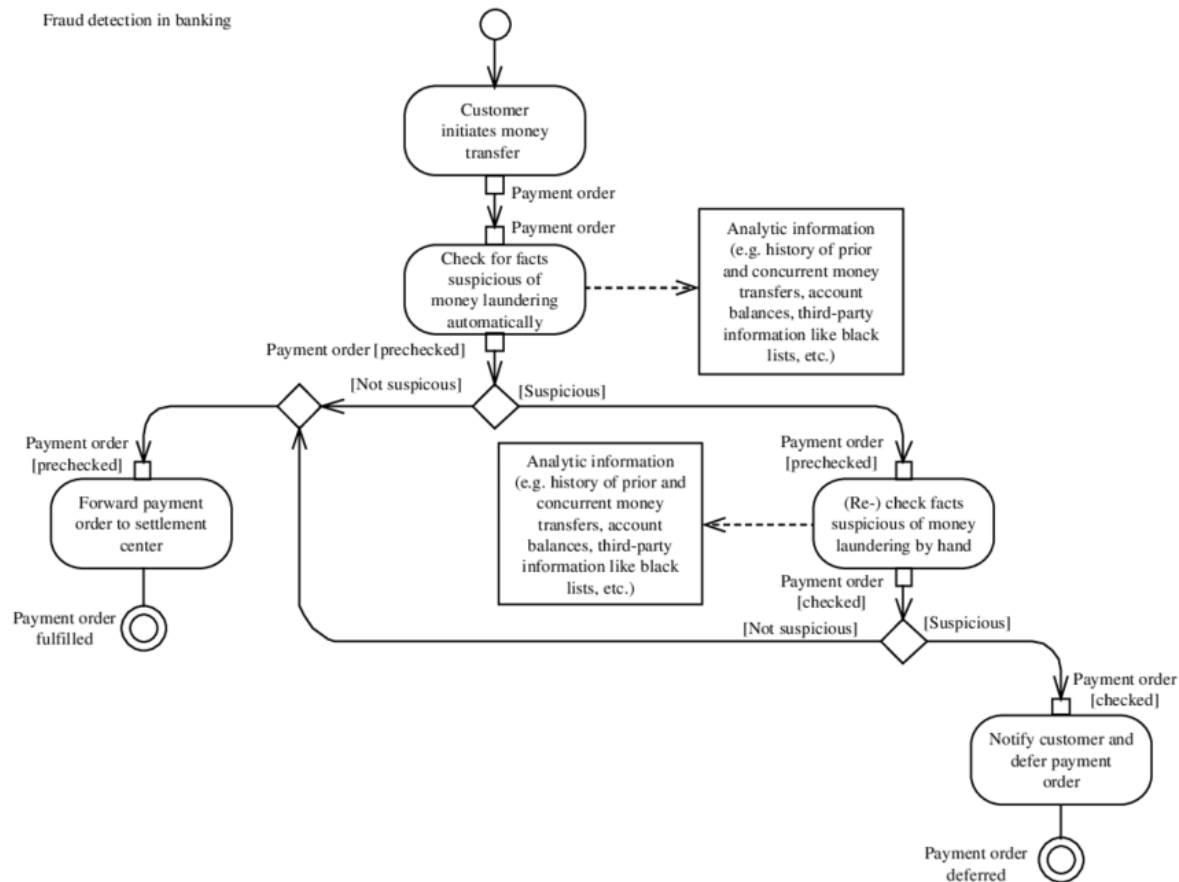 Fraud detection in banking
Customer
initiates money
transfer
Payment order
Payment order
Check for facts
suspicious of
money laundering
automatically
Analytic information
(e.g. history of prior
and concurrent money
transfers, account
balances, third-party
information like black
lists, etc.)
Payment order [prechecked]
[Not suspicous]
[Suspicious]
Payment order
[prechecked]
Forward payment
order to settlement
center
Payment order
fulfilled
Analytic information
(e.g. history of prior and
concurrent money
transfers, account
balances, third-party
information like black
lists, etc.)
Payment order
[prechecked]
(Re-) check facts
suspicious of money
laundering by hand
Payment order
[checked]
[Not suspicious]
[Suspicious]
Payment order
[checked]
Notify customer and
defer payment
order
Payment order
deferred